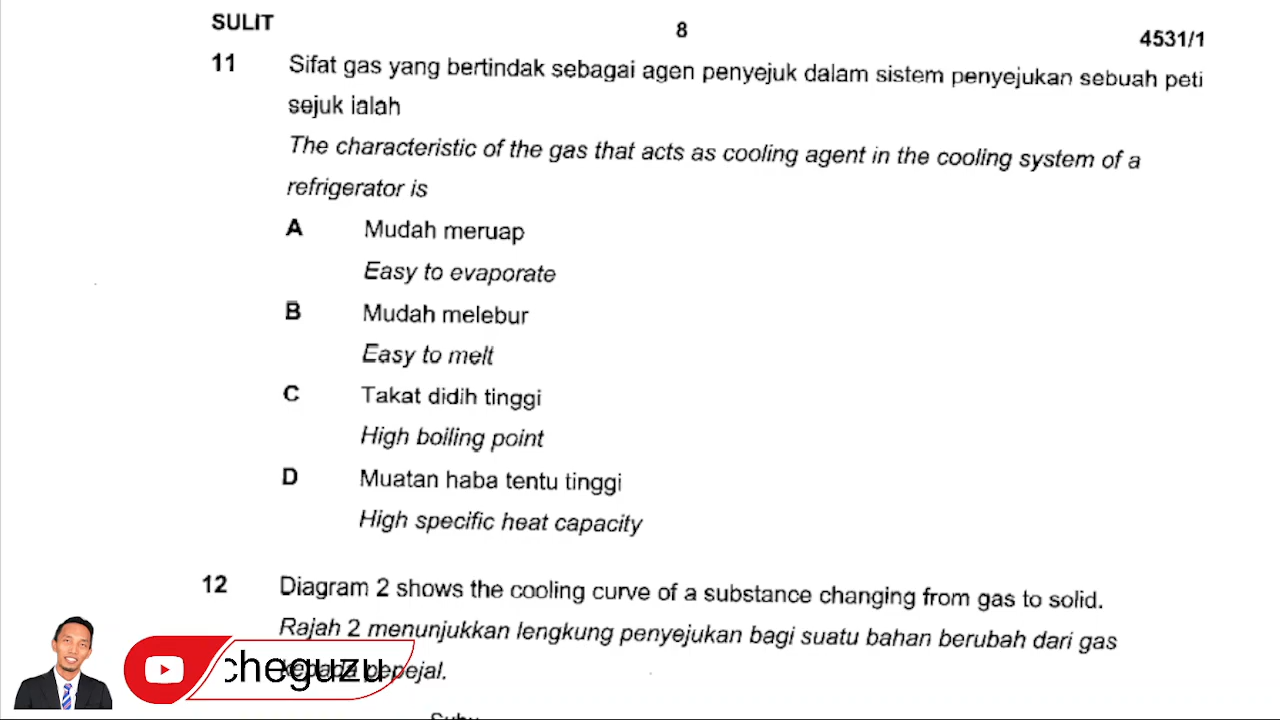 SULIT
8
4531/1
11 Sifat gas yang bertindak sebagai agen penyejuk dalam sistem penyejukan sebuah peti
sejuk ialah
The characteristic of the gas that acts as cooling agent in the cooling system of a
refrigerator is
A Mudah meruap
Easy to evaporate
B Mudah melebur
Easy to melt
C Takat didih tinggi
High boiling point
D Muatan haba tentu tinggi
High specific heat capacity
12 Diagram 2 shows the cooling curve of a substance changing from gas to solid.
Rajah 2 menunjukkan lengkung penyejukan bagi suatu bahan berubah dari gas
kepada pepejal.
cheguzu